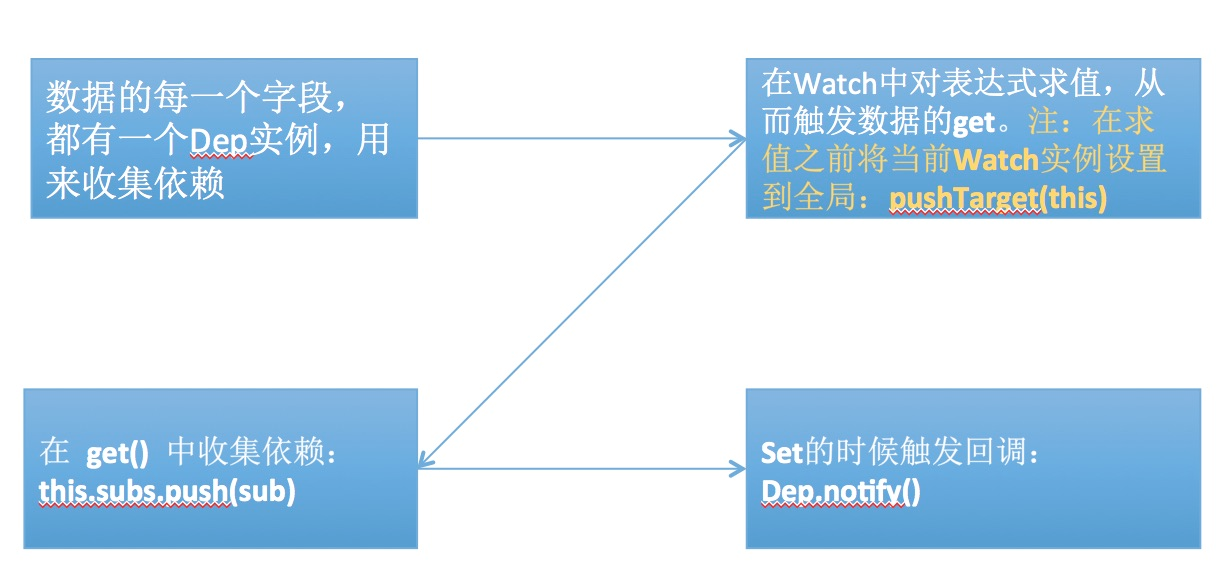 数据的每一个字段，
都有一个Dep实例，用
来收集依赖
在Watch中对表达式求值，从
而触发数据的get。注：在求
值之前将当前Watch实例设置
到全局：pushTarget(this)
在 get() 中收集依赖：
this.subs.push(sub)
Set的时候触发回调：
Dep.notify()